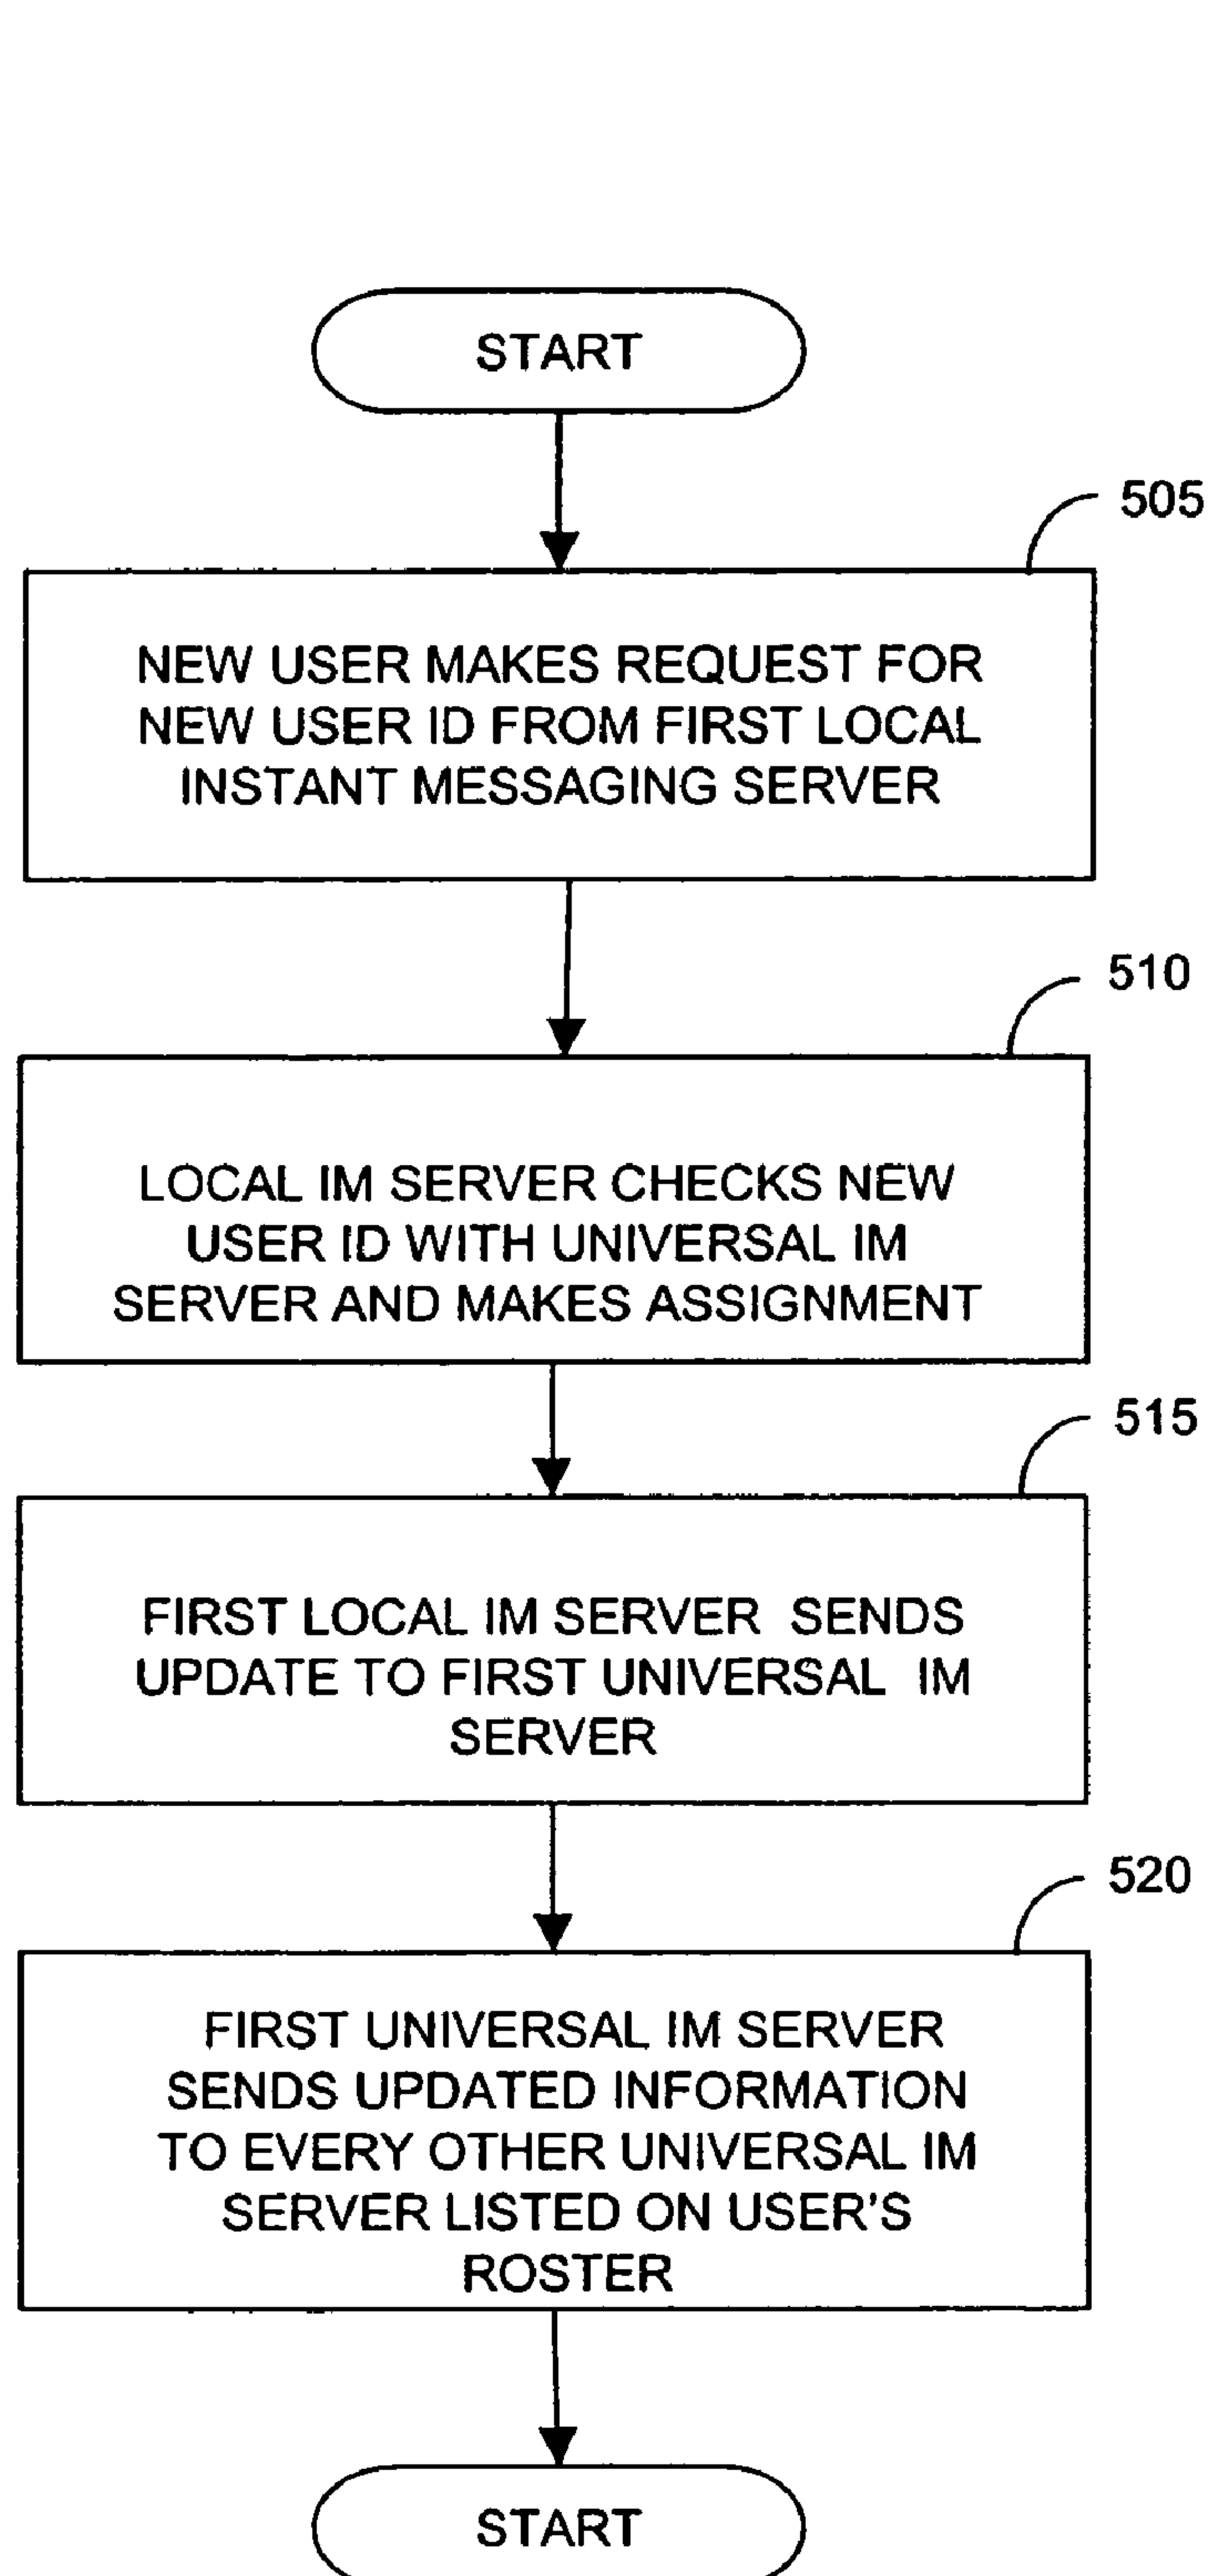 START
505
NEW USER MAKES REQUEST FOR
NEW USER ID FROM FIRST LOCAL
INSTANT MESSAGING SERVER
510
LOCAL IM SERVER CHECKS NEW
USER ID WITH UNIVERSAL IM
SERVER AND MAKES ASSIGNMENT
515
FIRST LOCAL IM SERVER SENDS
UPDATE TO FIRST UNIVERSAL IM
SERVER
520
FIRST UNIVERSAL IM SERVER
SENDS UPDATED INFORMATION
TO EVERY OTHER UNIVERSAL IM
SERVER LISTED ON USER'S
ROSTER
START